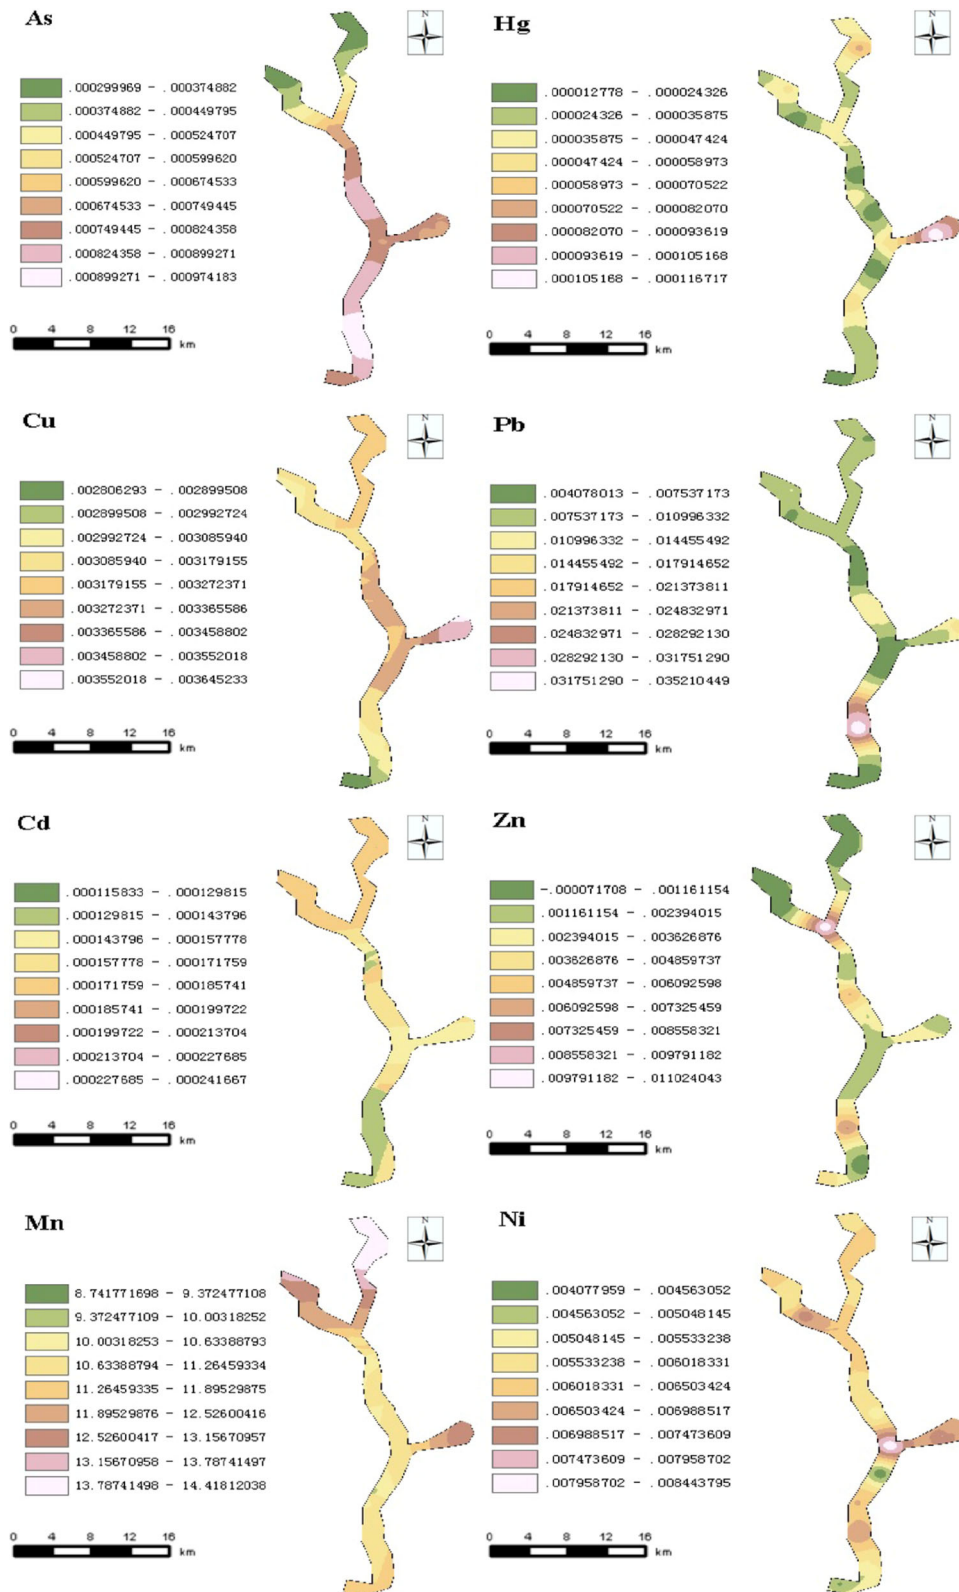 As
N
.000299969 - .000374882
.000374882 - .000449795
.000449795 - .000524707
.000524707 - .000599620
.000599620 - .000674533
.000674533 - .000749445
.000749445 - .000824358
.000824358 - .000899271
.000899271 - .000974183
0 4 8 12 16
km
Hg
N
.000012778 - .000024326
.000024326 - .000035875
.000035875 - .000047424
.000047424 - .000058973
.000058973 - .000070522
.000070522 - .000082070
.000082070 - .000093619
.000093619 - .000105168
.000105168 - .000116717
0 4 8 12 16
km
Cu
N
.002806293 - .002899508
.002899508 - .002992724
.002992724 - .003085940
.003085940 - .003179155
.003179155 - .003272371
.003272371 - .003365586
.003365586 - .003458802
.003458802 - .003552018
.003552018 - .003645233
0 4 8 12 16
km
Pb
N
.004078013 - .007537173
.007537173 - .010996332
.010996332 - .014455492
.014455492 - .017914652
.017914652 - .021373811
.021373811 - .024832971
.024832971 - .028292130
.028292130 - .031751290
.031751290 - .035210449
0 4 8 12 16
km
Cd
N
.000115833 - .000129815
.000129815 - .000143796
.000143796 - .000157778
.000157778 - .000171759
.000171759 - .000185741
.000185741 - .000199722
.000199722 - .000213704
.000213704 - .000227685
.000227685 - .000241667
0 4 8 12 16
km
Zn
N
-.000071708 - .001161154
.001161154 - .002394015
.002394015 - .003626876
.003626876 - .004859737
.004859737 - .006092598
.006092598 - .007325459
.007325459 - .008558321
.008558321 - .009791182
.009791182 - .011024043
0 4 8 12 16
km
Mn
N
8.741771698 - 9.372477108
9.372477109 - 10.00318252
10.00318253 - 10.63388793
10.63388794 - 11.26459334
11.26459335 - 11.89529875
11.89529876 - 12.52600416
12.52600417 - 13.15670957
13.15670958 - 13.78741497
13.78741498 - 14.41812038
0 4 8 12 16
km
Ni
N
.004077959 - .004563052
.004563052 - .005048145
.005048145 - .005533238
.005533238 - .006018331
.006018331 - .006503424
.006503424 - .006988517
.006988517 - .007473609
.007473609 - .007958702
.007958702 - .008443795
0 4 8 12 16
km